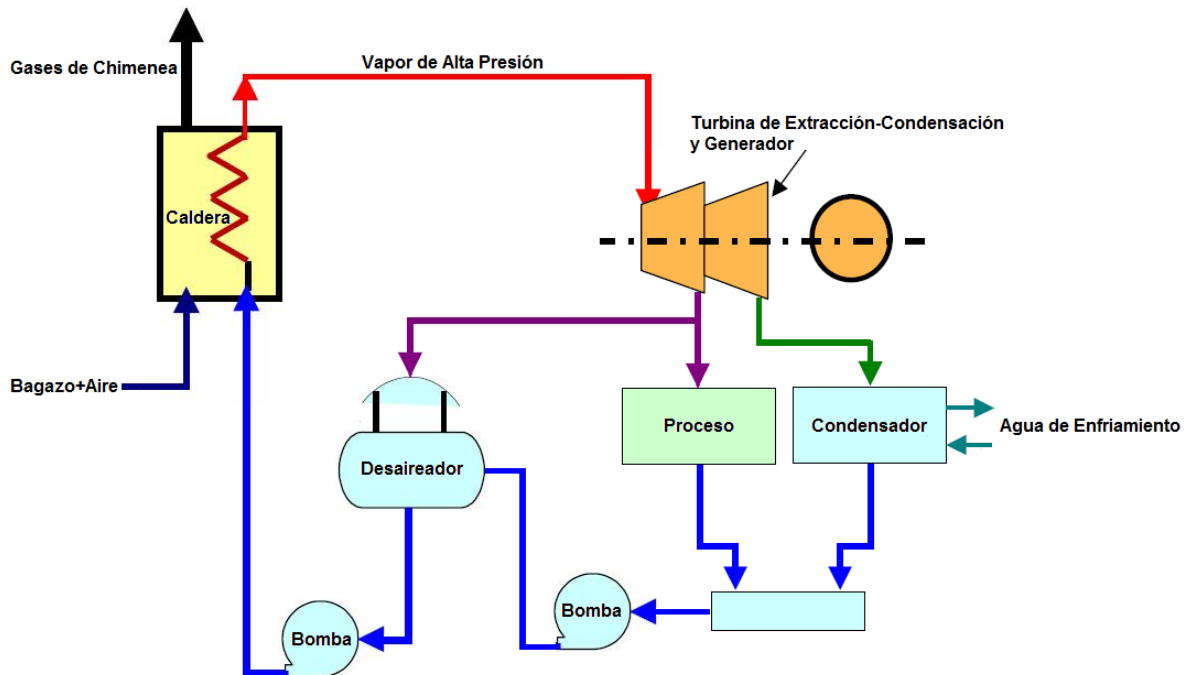 Gases de Chimenea
Vapor de Alta Presión
Turbina de Extracción-Condensación
y Generador
Caldera
Bagazo+Aire
Proceso
Condensador
Agua de Enfriamiento
Desaireador
Bomba
Bomba